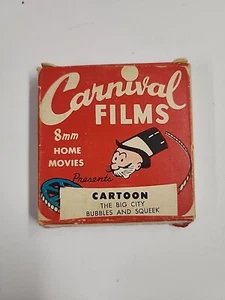 Carnival
FILMS
8mm
HOME
MOVIES
Presents
CARTOON
THE BIG CITY
BUBBLES AND SQUEEK